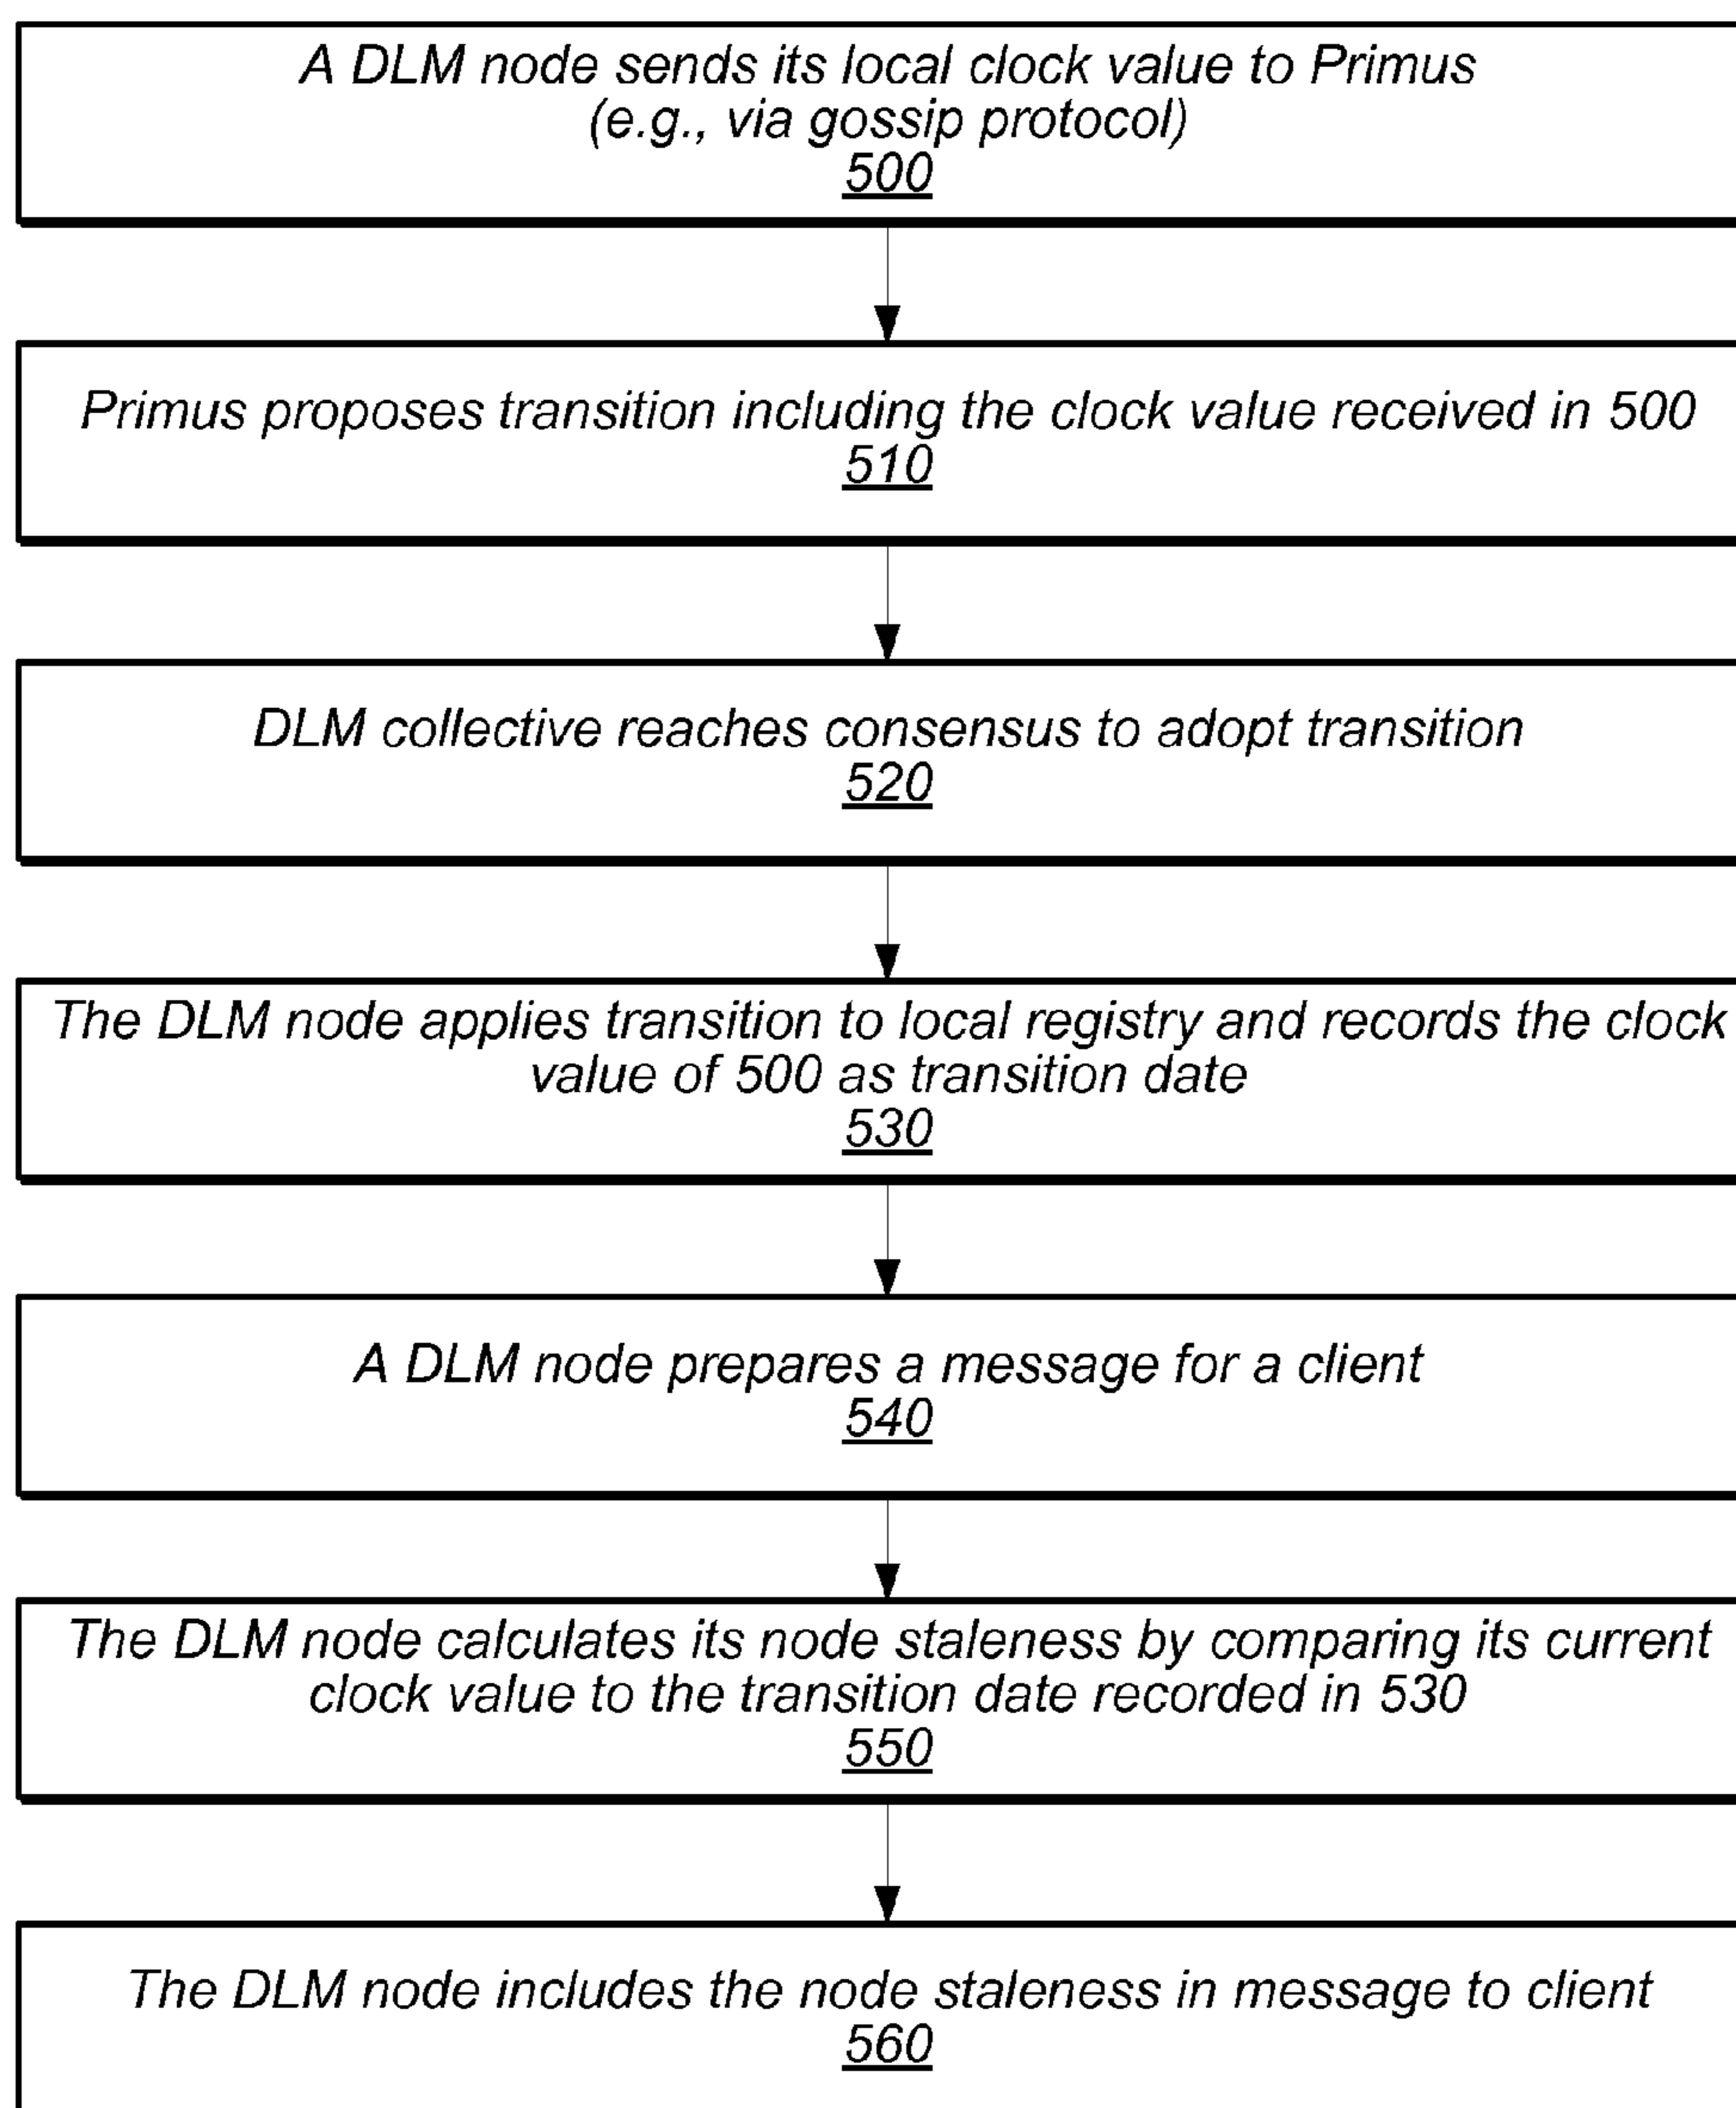 A DLM node sends its local clock value to Primus
(e.g., via gossip protocol)
500
Primus proposes transition including the clock value received in 500
510
DLM collective reaches consensus to adopt transition
520
The DLM node applies transition to local registry and records the clock
value of 500 as transition date
530
A DLM node prepares a message for a client
540
The DLM node calculates its node staleness by comparing its current
clock value to the transition date recorded in 530
550
The DLM node includes the node staleness in message to client
560